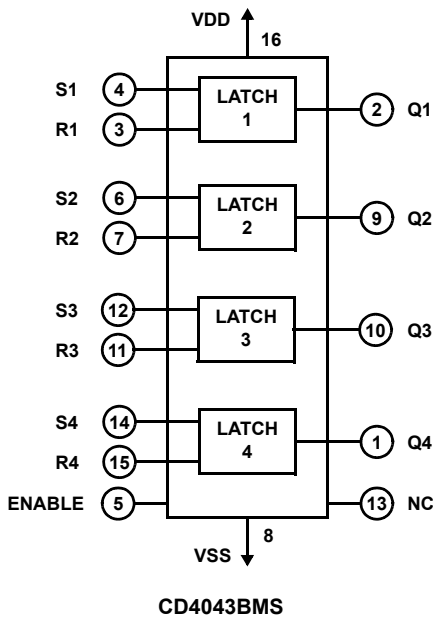 VDD
16
S1 4 LATCH 1 2 Q1
R1 3
S2 6 LATCH 2 9 Q2
R2 7
S3 12 LATCH 3 10 Q3
R3 11
S4 14 LATCH 4 1 Q4
R4 15
ENABLE 5 13 NC
8
VSS
CD4043BMS